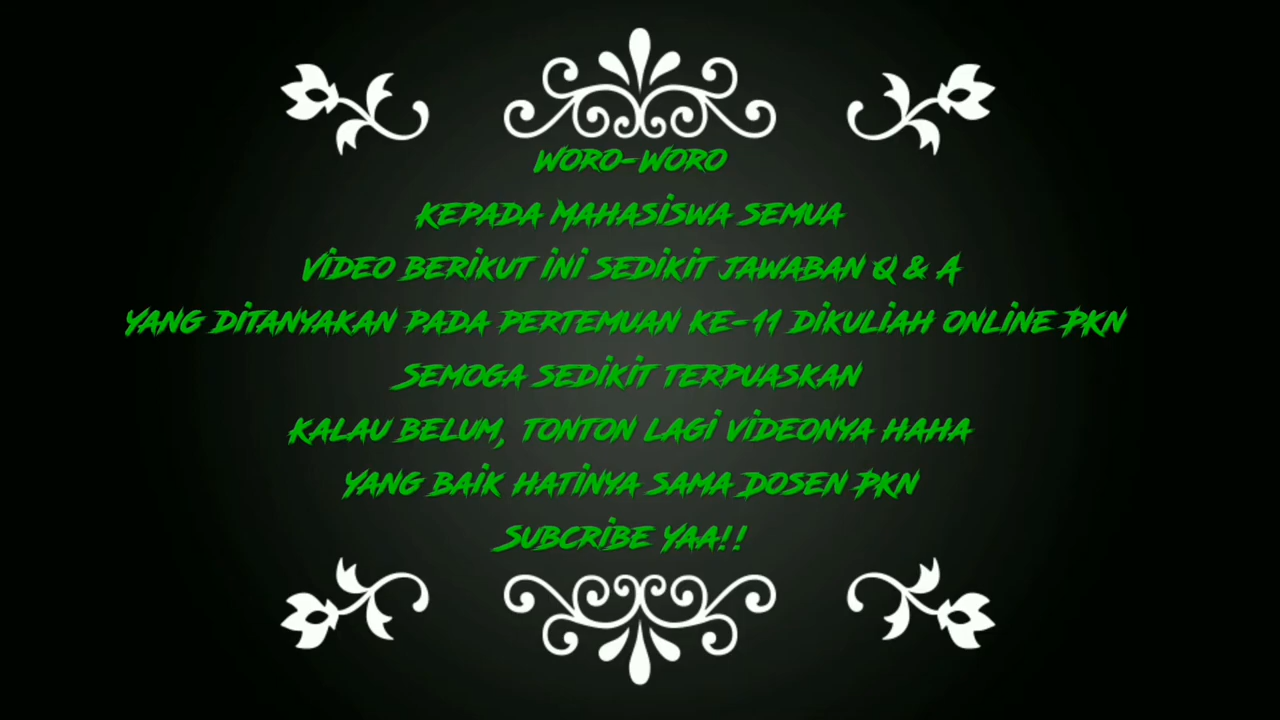 Woro-Woro
Kepada Mahasiswa Semua
Video Berikut ini Sedikit Jawaban Q & A
Yang Ditanyakan Pada Pertemuan Ke-11 Dikuliah Online PKN
Semoga Sedikit Terpuaskan
Kalau Belum, Tonton Lagi Videonya Haha
Yang Baik Hatinya Sama Dosen PKN
Subcribe Yaa!!